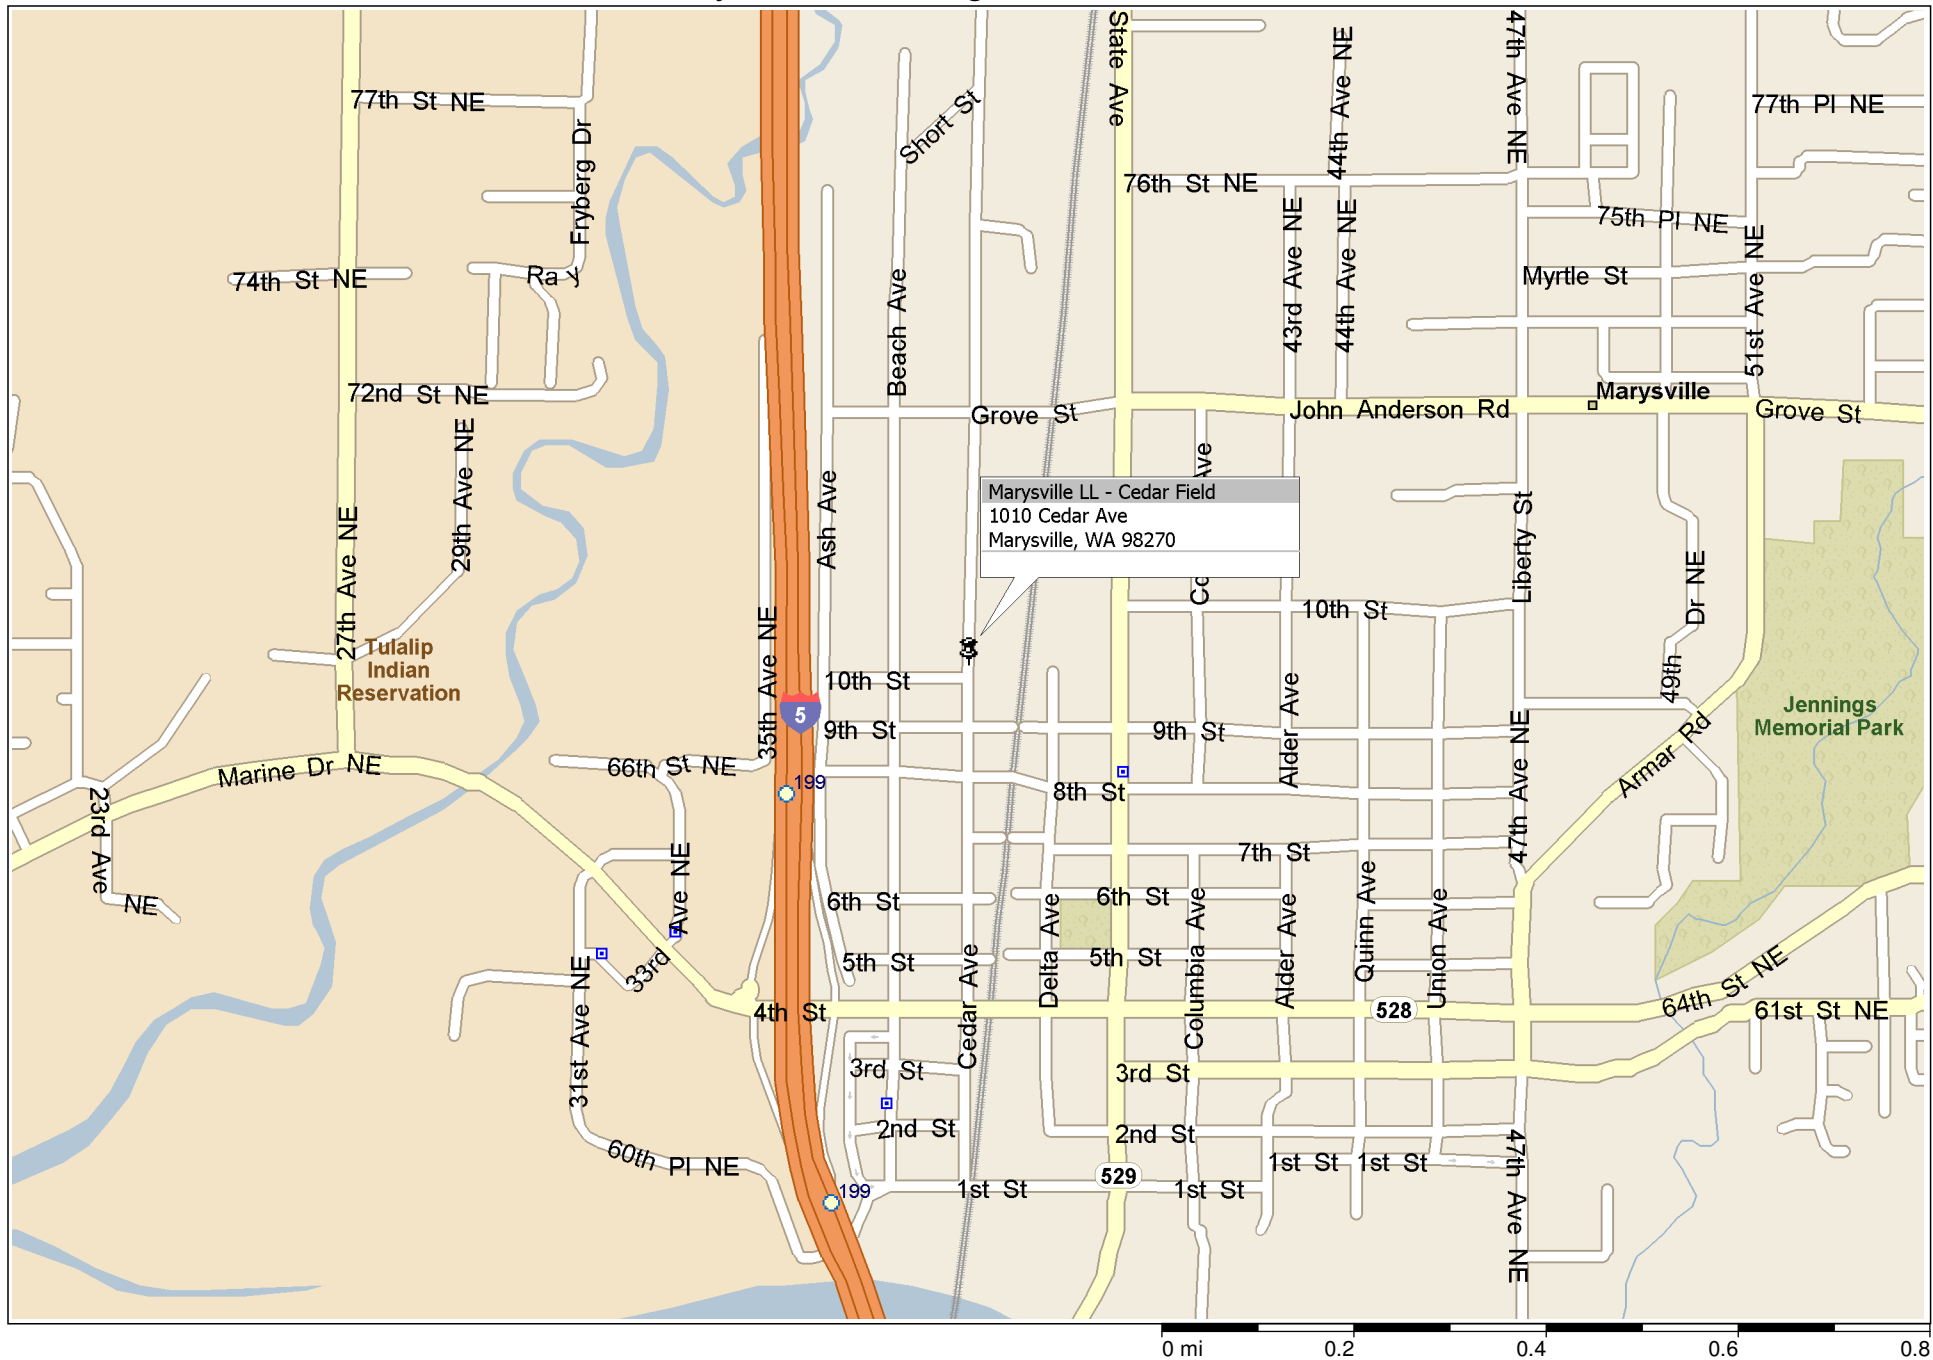 State Ave
47th Ave NE
44th Ave NE
77th St NE
Short St
77th Pl NE
Fryberg Dr
76th St NE
75th Pl NE
74th St NE
Ray
Beach Ave
43rd Ave NE
44th Ave NE
Myrtle St
51st Ave NE
72nd St NE
Marysville
Grove St
John Anderson Rd
Grove St
29th Ave NE
27th Ave NE
Ash Ave
Marysville LL - Cedar Field
1010 Cedar Ave
Marysville, WA 98270
Co
Ave
Liberty St
Dr NE
49th
10th St
35th Ave NE
Tulalip
Indian
Reservation
10th St
5
9th St
9th St
Alder Ave
47th Ave NE
Armar Rd
Jennings
Memorial Park
Marine Dr NE
66th St NE
199
8th St
23rd Ave
NE
Ave NE
33rd
7th St
6th St
6th St
Delta Ave
Columbia Ave
Alder Ave
Quinn Ave
Union Ave
5th St
5th St
Cedar Ave
31st Ave NE
4th St
528
64th St NE
61st St NE
3rd St
3rd St
2nd St
2nd St
60th Pl NE
529
1st St
1st St
1st St
1st St
47th Ave NE
199
0 mi
0.2
0.4
0.6
0.8